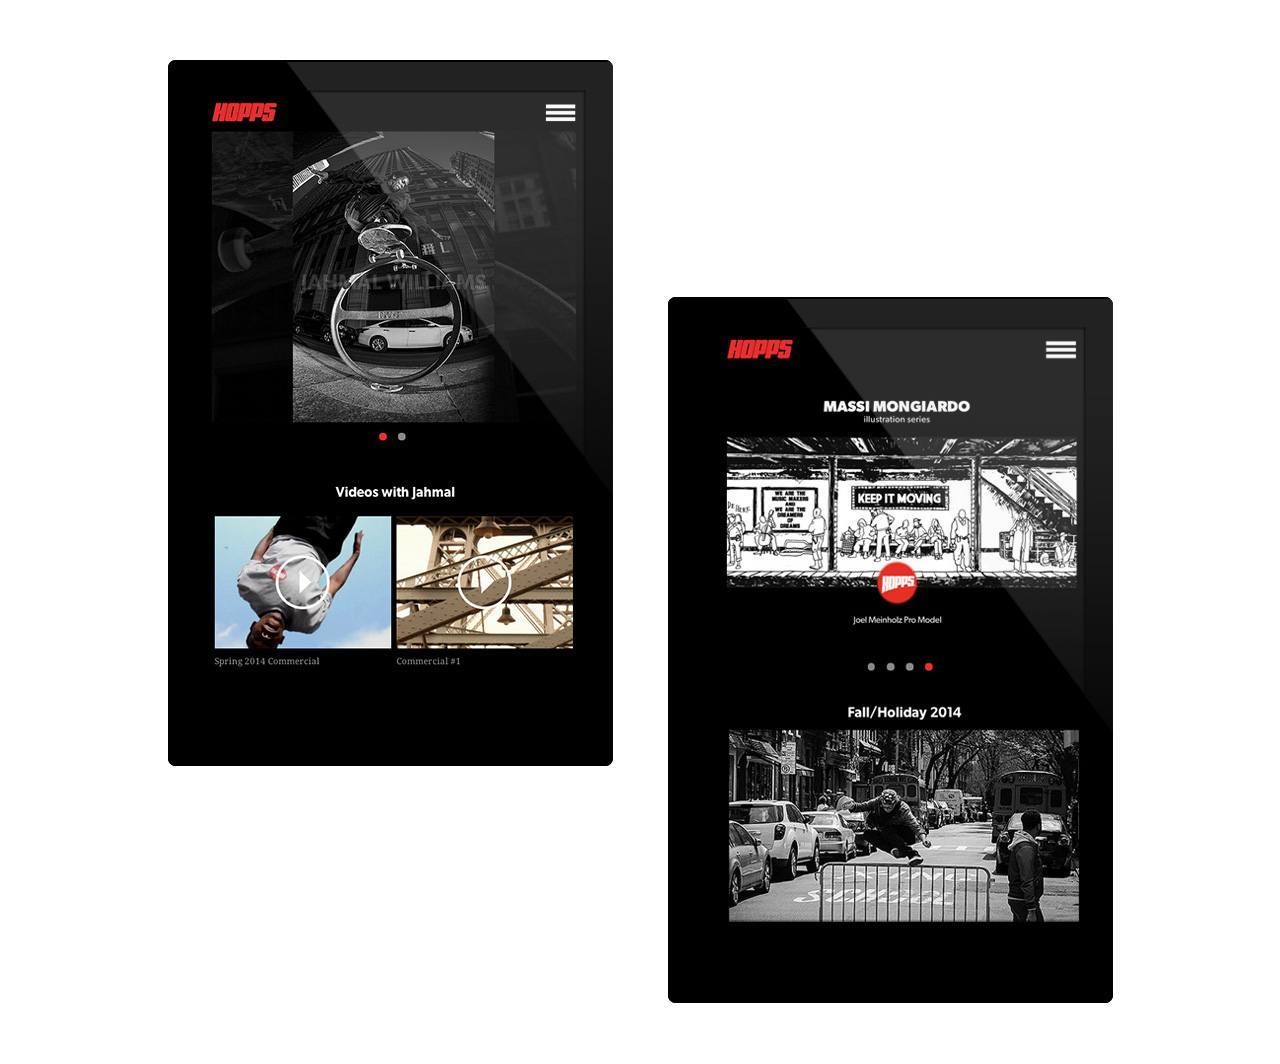 HOPPS
JAHMAL WILLIAMS
Videos with Jahmal
Spring 2014 Commercial
Commercial #1
HOPPS
MASSI MONGIARDO
illustration series
WE ARE THE
MUSIC MAKERS
AND
WE ARE THE
DREAMERS
OF
DREAMS
KEEP IT MOVING
HOPPS
Joel Meinholz Pro Model
Fall/Holiday 2014
SCHOOL